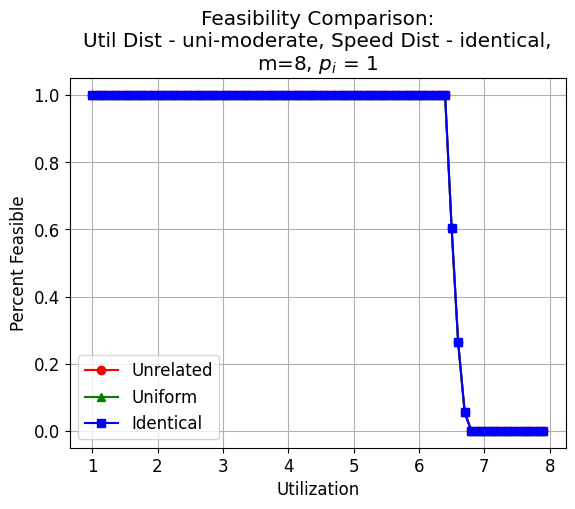 Feasibility Comparison:
Util Dist - uni-moderate, Speed Dist - identical,
m=8, pᵢ = 1
Percent Feasible
1.0
0.8
0.6
0.4
0.2
0.0
Unrelated
Uniform
Identical
1 2 3 4 5 6 7 8
Utilization